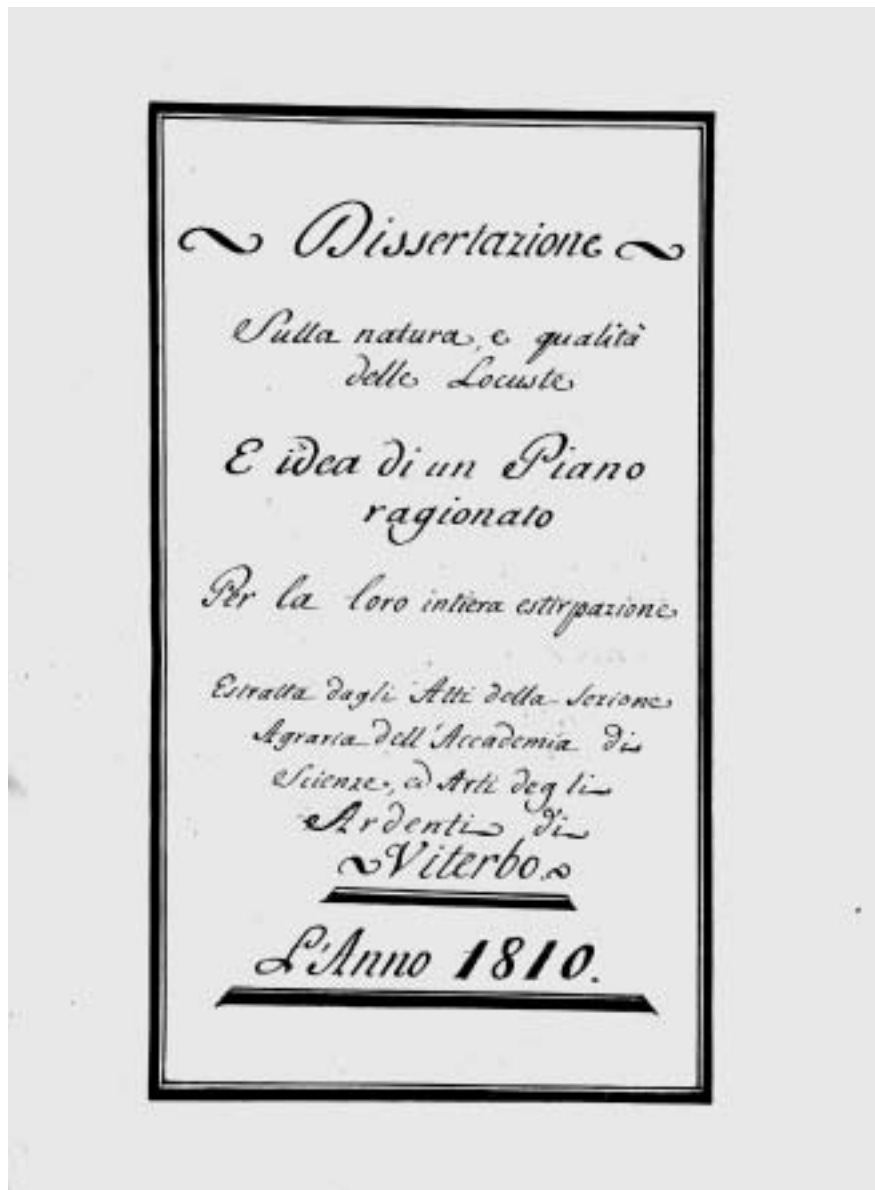 Dissertazione
Sulla natura, e qualità
delle Locuste
E idea di un Piano
ragionato
Per la loro intiera estirpazione
Estratta dagli Atti della Sezione
Agraria dell'Accademia di
Scienze, ed Arti degli
Ardenti di
Viterbo.
L'Anno 1810.